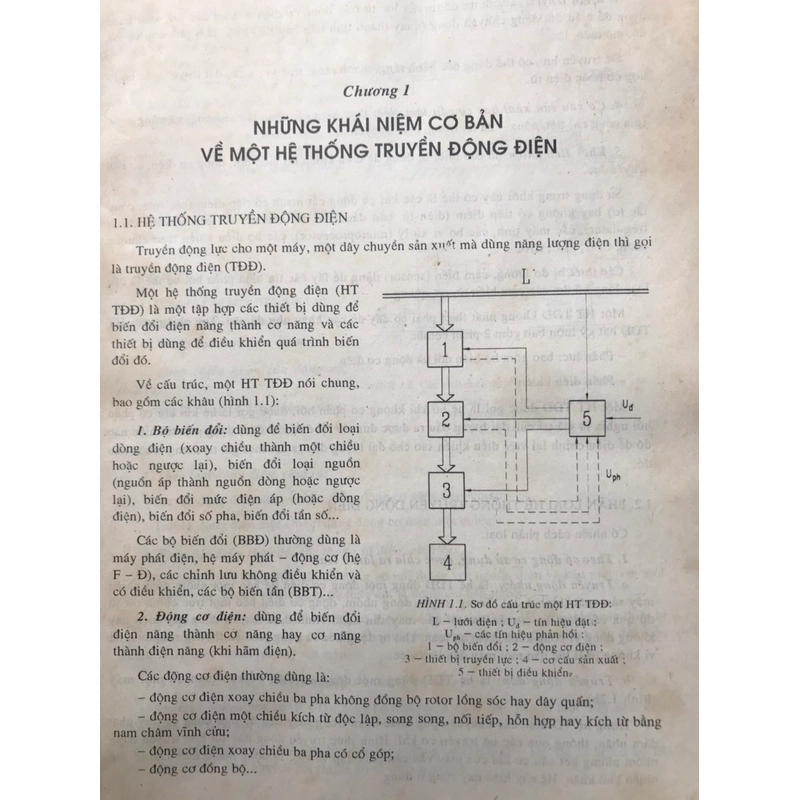 Chương 1
NHỮNG KHÁI NIỆM CƠ BẢN
VỀ MỘT HỆ THỐNG TRUYỀN ĐỘNG ĐIỆN
1.1. HỆ THỐNG TRUYỀN ĐỘNG ĐIỆN
Truyền động lực cho một máy, một dây chuyền sản xuất mà dùng năng lượng điện thì gọi
là truyền động điện (TĐĐ).
Một hệ thống truyền động điện (HT
TĐĐ) là một tập hợp các thiết bị dùng để
biến đổi điện năng thành cơ năng và các
thiết bị dùng để điều khiển quá trình biến
đổi đó.
Về cấu trúc, một HT TĐĐ nói chung,
bao gồm các khâu (hình 1.1):
1. Bộ biến đổi: dùng để biến đổi loại
dòng điện (xoay chiều thành một chiều
hoặc ngược lại), biến đổi loại nguồn
(nguồn áp thành nguồn dòng hoặc ngược
lại), biến đổi mức điện áp (hoặc dòng
điện), biến đổi số pha, biến đổi tần số...
Các bộ biến đổi (BBĐ) thường dùng là
máy phát điện, hệ máy phát – động cơ (hệ
F – Đ), các chỉnh lưu không điều khiển và
có điều khiển, các bộ biến tần (BBT)...
2. Động cơ điện: dùng để biến đổi
điện năng thành cơ năng hay cơ năng
thành điện năng (khi hãm điện).
L
1
2
5
Uđ
Uph
3
4
HÌNH 1.1. Sơ đồ cấu trúc một HT TĐĐ:
L – lưới điện ; Uđ – tín hiệu đặt ;
Uph – các tín hiệu phản hồi :
1 – bộ biến đổi ; 2 – động cơ điện ;
3 – thiết bị truyền lực ; 4 – cơ cấu sản xuất ;
5 – thiết bị điều khiển.
Các động cơ điện thường dùng là:
– động cơ điện xoay chiều ba pha không đồng bộ rotor lồng sóc hay dây quấn;
– động cơ điện một chiều kích từ độc lập, song song, nối tiếp, hỗn hợp hay kích từ bằng
nam châm vĩnh cửu;
– động cơ điện xoay chiều ba pha có cổ góp;
– động cơ đồng bộ...